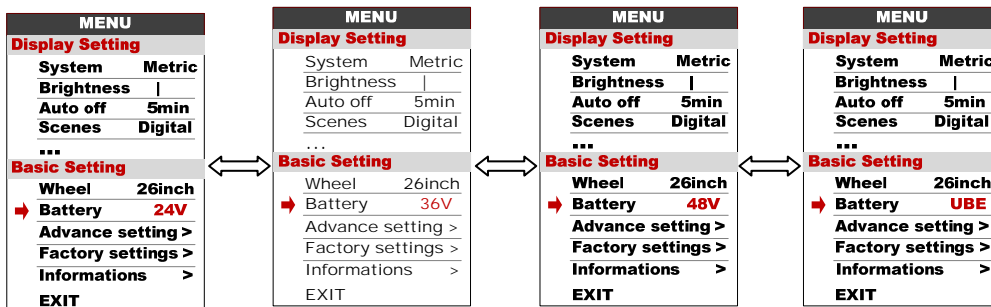 MENU
Display Setting
System Metric
Brightness |
Auto off 5min
Scenes Digital
...
Basic Setting
Wheel 26inch
Battery 24V
Advance setting >
Factory settings >
Informations >
EXIT
MENU
Display Setting
System Metric
Brightness |
Auto off 5min
Scenes Digital
...
Basic Setting
Wheel 26inch
Battery 36V
Advance setting >
Factory settings >
Informations >
EXIT
MENU
Display Setting
System Metric
Brightness |
Auto off 5min
Scenes Digital
...
Basic Setting
Wheel 26inch
Battery 48V
Advance setting >
Factory settings >
Informations >
EXIT
MENU
Display Setting
System Metric
Brightness |
Auto off 5min
Scenes Digital
...
Basic Setting
Wheel 26inch
Battery UBE
Advance setting >
Factory settings >
Informations >
EXIT